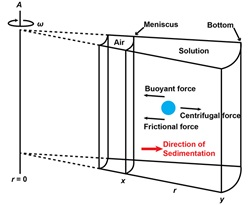 A
ω
Meniscus
Bottom
Air
Solution
Buoyant force
Centrifugal force
Frictional force
Direction of
Sedimentation
r = 0
x
r
y